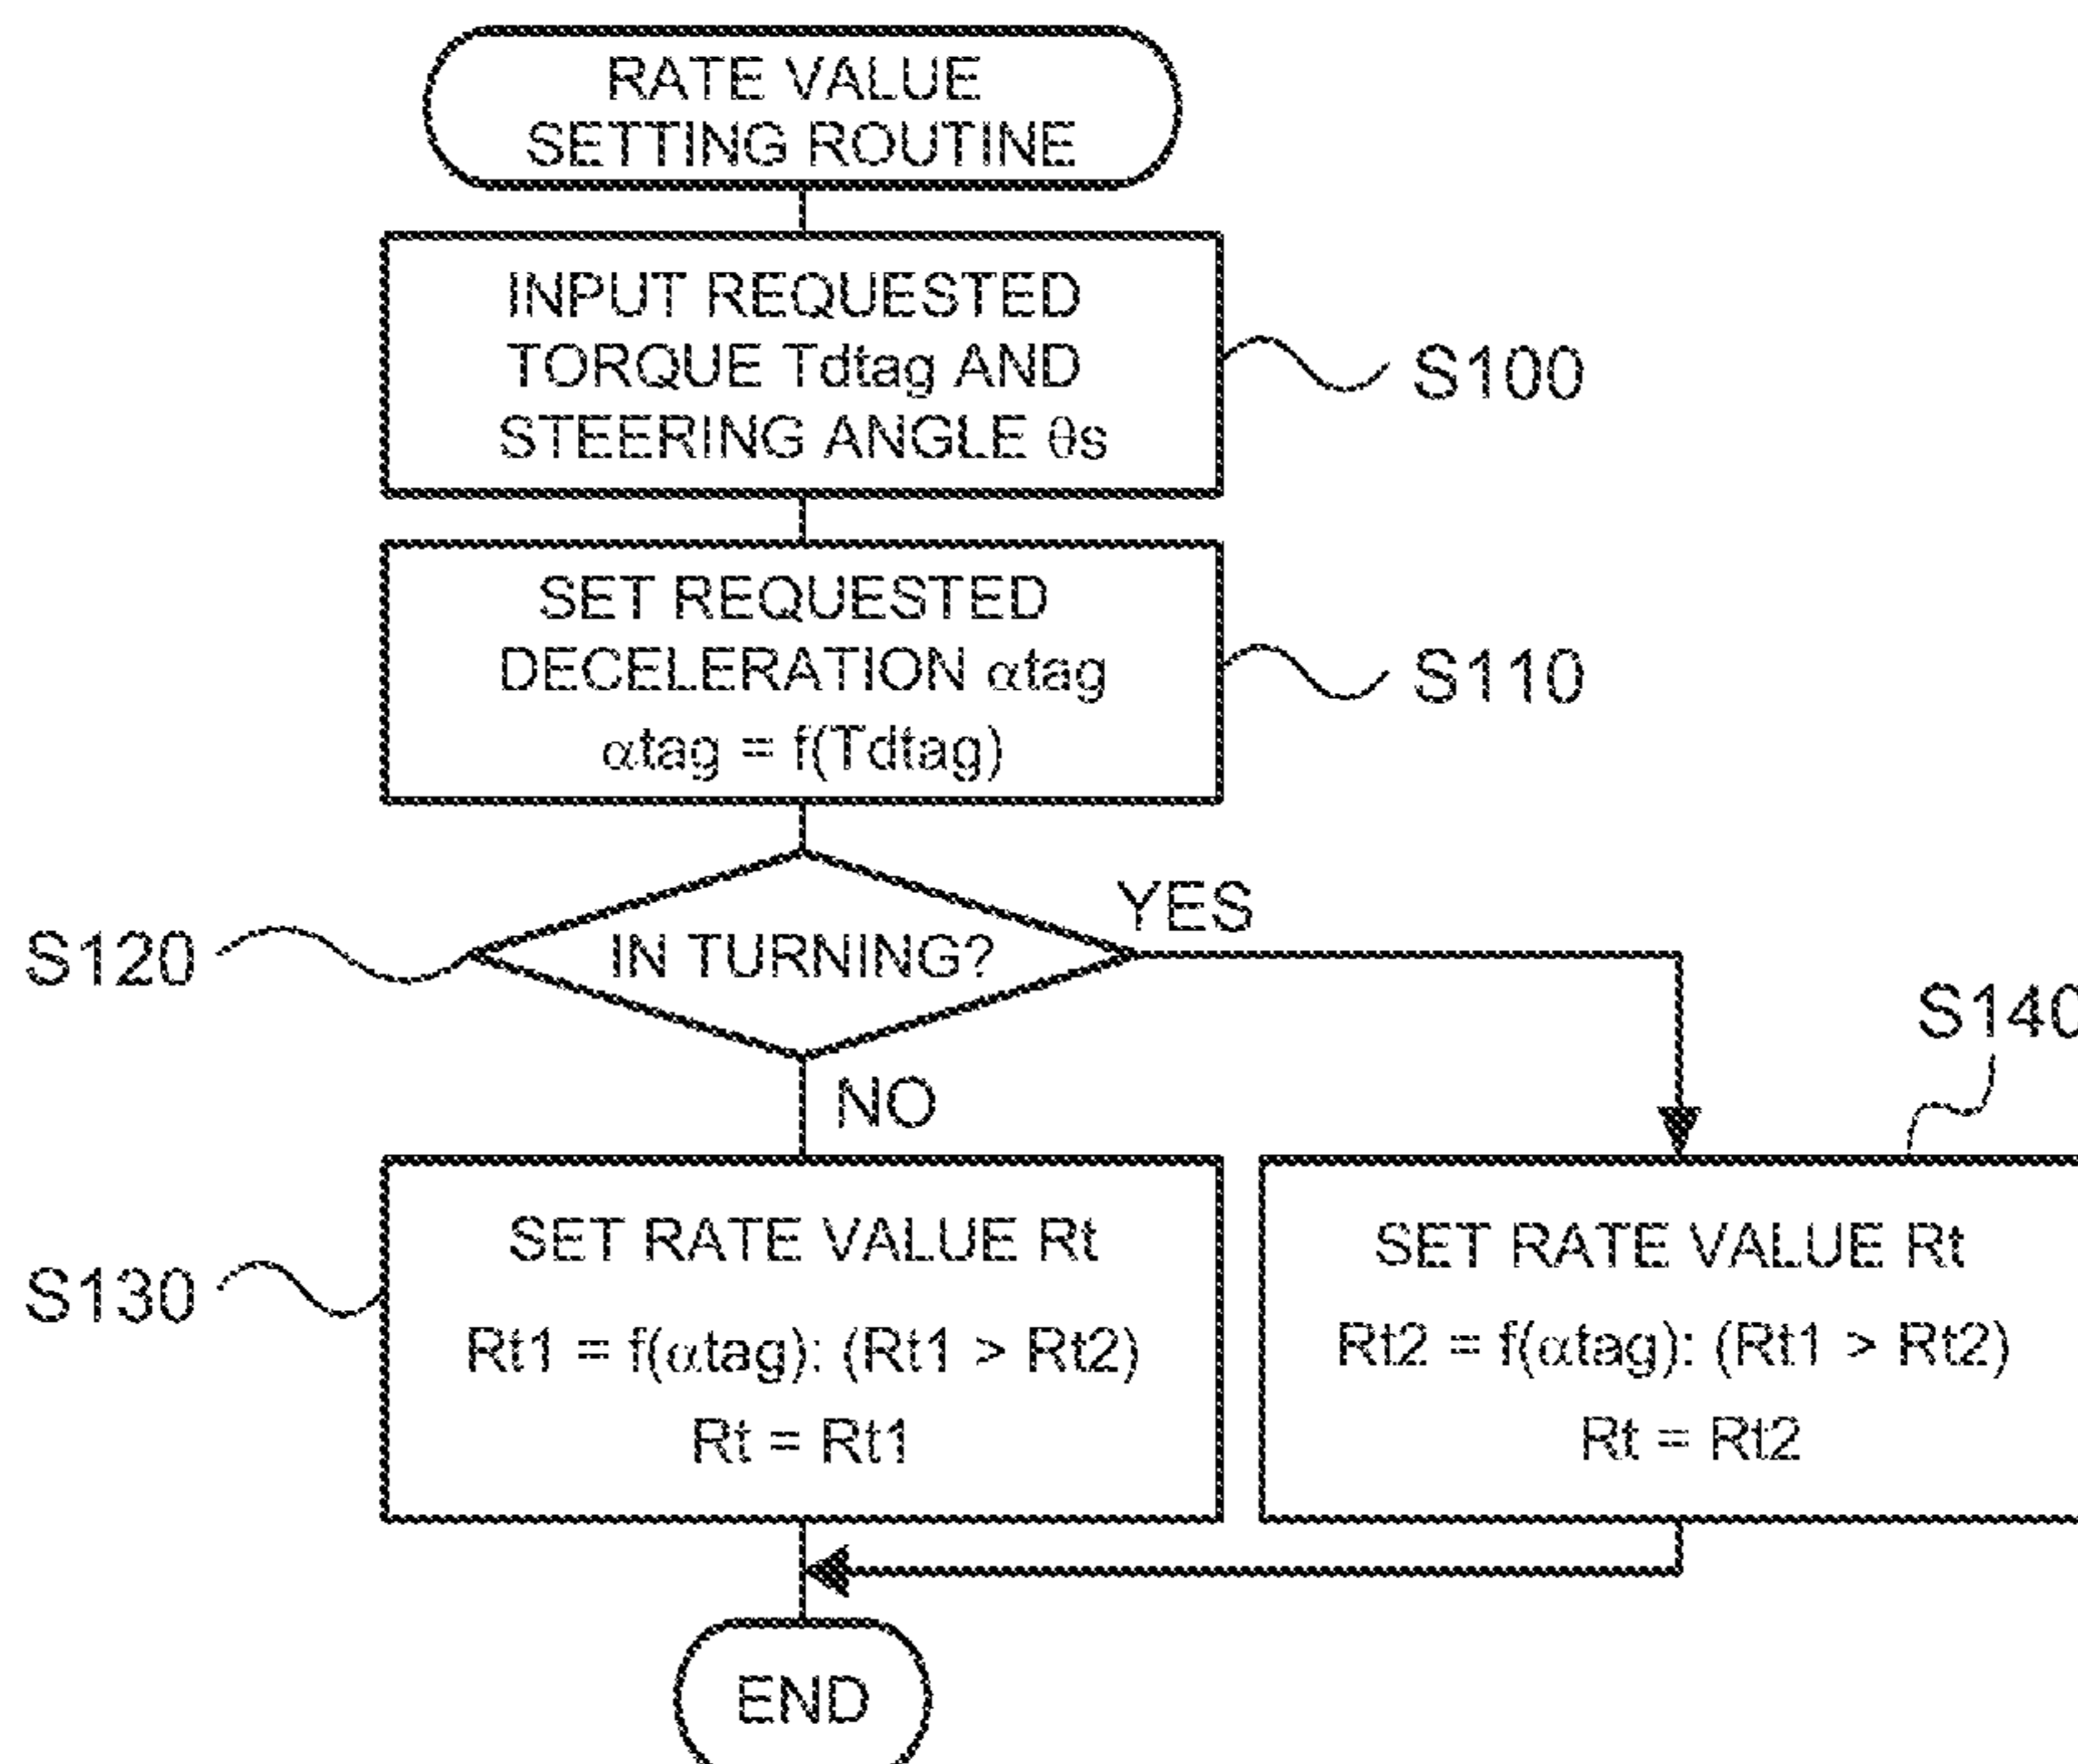 RATE VALUE
SETTING ROUTINE
INPUT REQUESTED
TORQUE Tdtag AND
STEERING ANGLE θs
S100
SET REQUESTED
DECELERATION αtag
αtag = f(Tdtag)
S110
S120
IN TURNING?
YES
NO
S140
S130
SET RATE VALUE Rt
Rt1 = f(αtag): (Rt1 > Rt2)
Rt = Rt1
SET RATE VALUE Rt
Rt2 = f(αtag): (Rt1 > Rt2)
Rt = Rt2
END